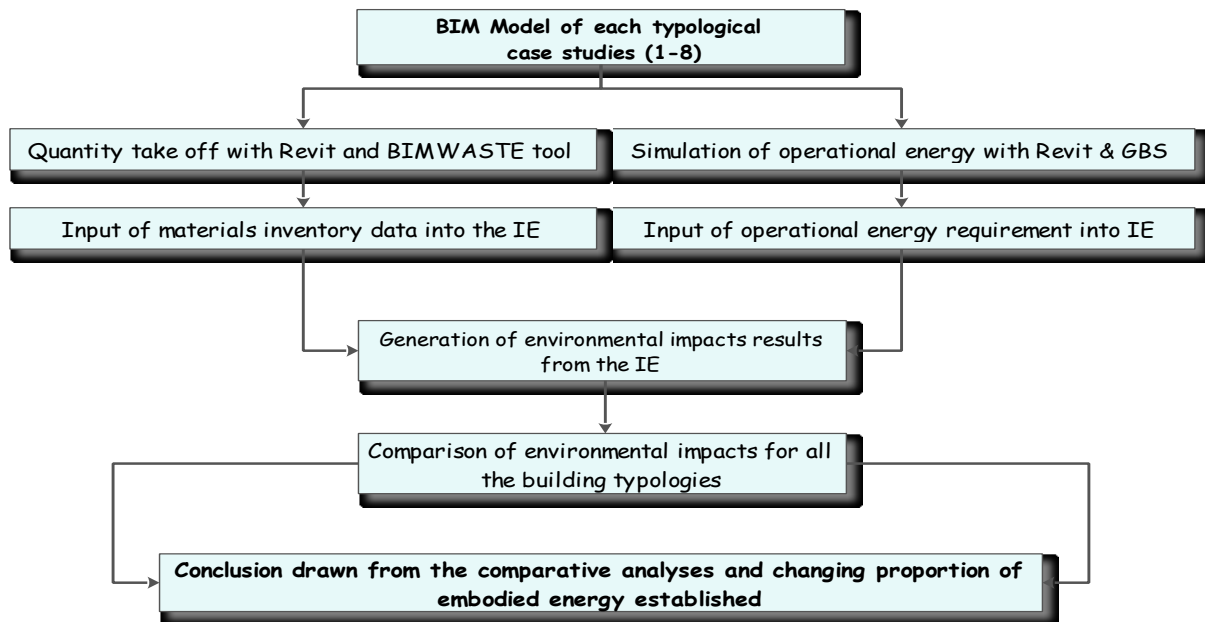 BIM Model of each typological
case studies (1-8)
Quantity take off with Revit and BIMWASTE tool
Simulation of operational energy with Revit & GBS
Input of materials inventory data into the IE
Input of operational energy requirement into IE
Generation of environmental impacts results
from the IE
Comparison of environmental impacts for all
the building typologies
Conclusion drawn from the comparative analyses and changing proportion of
embodied energy established